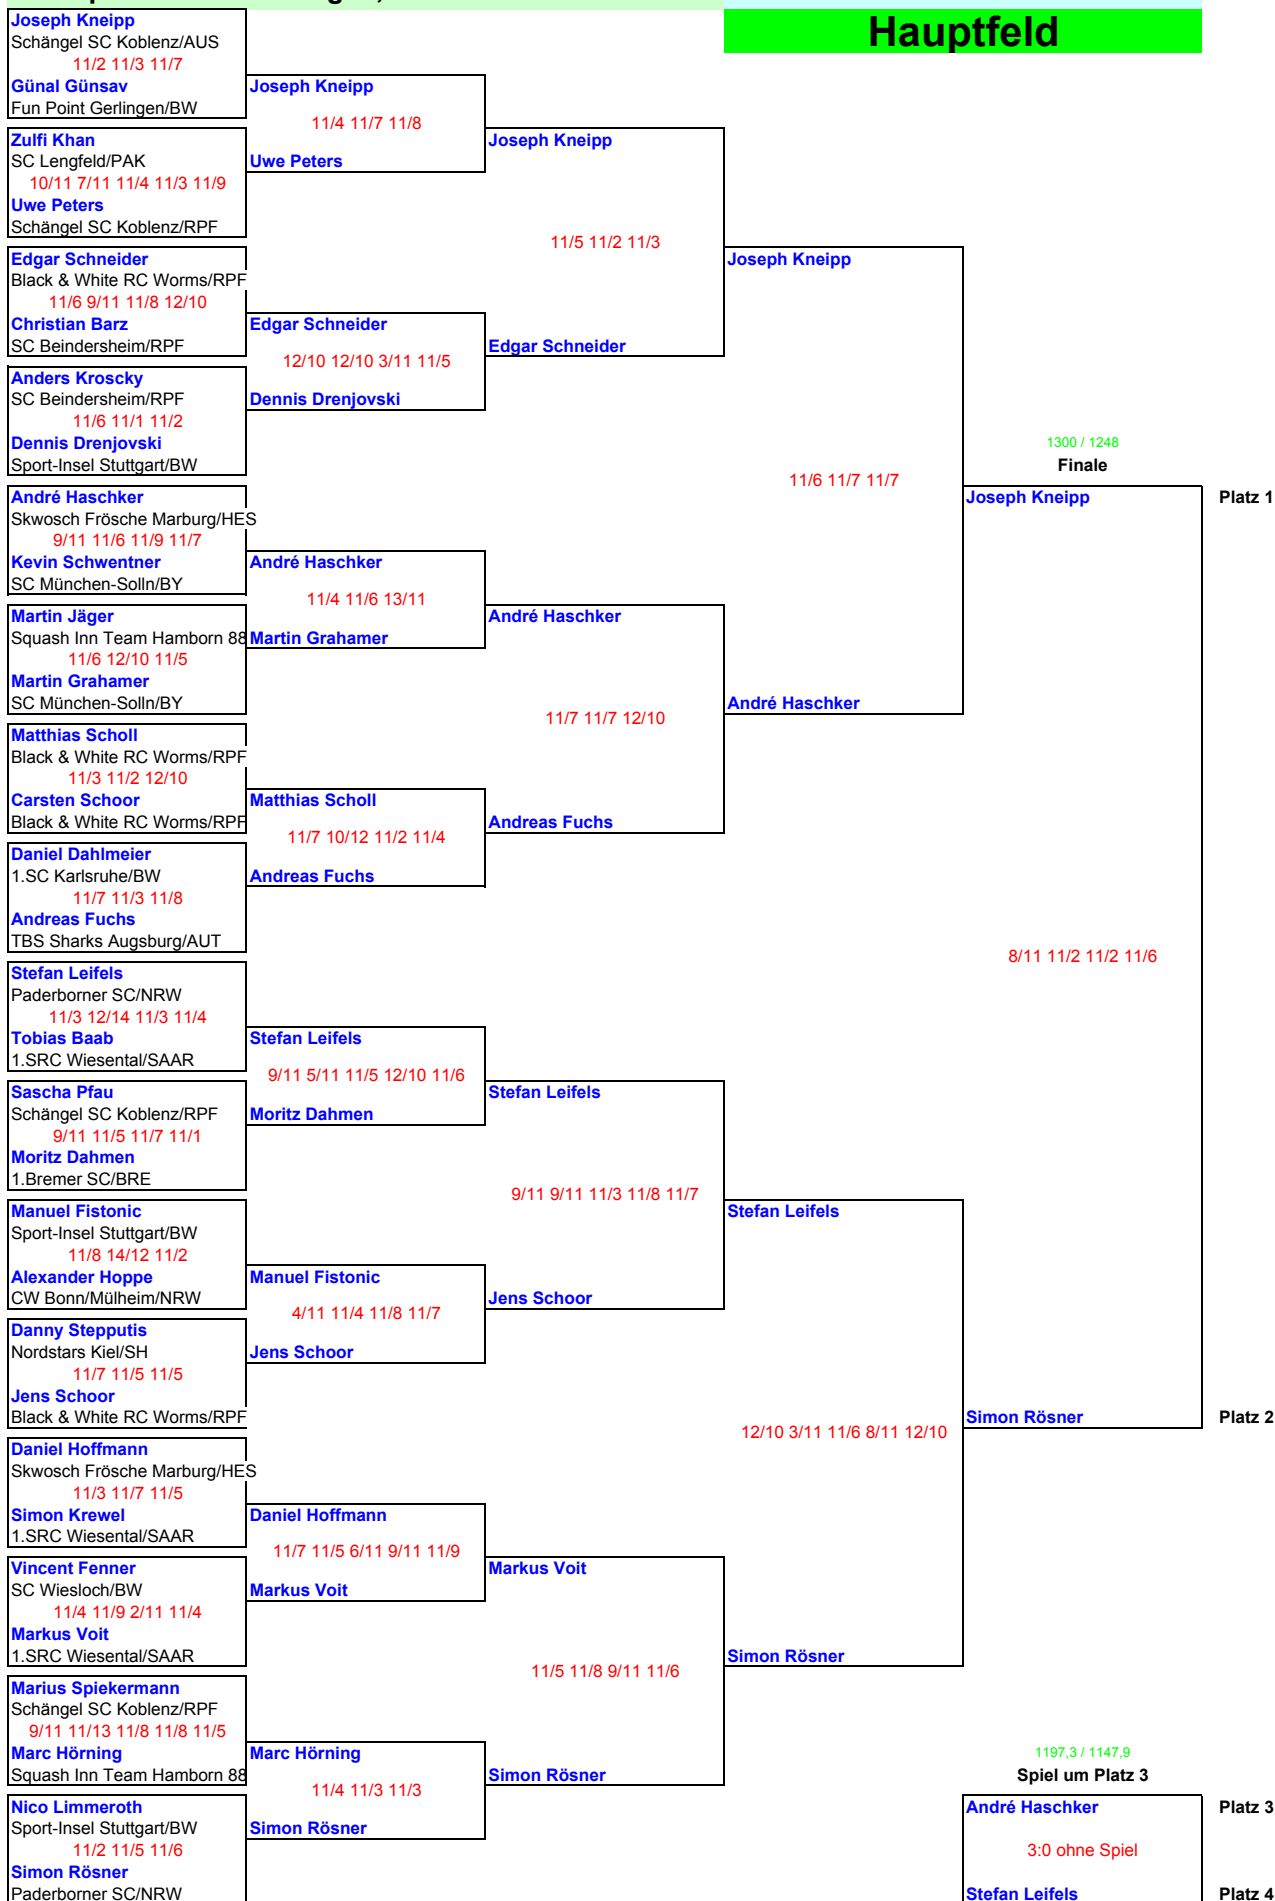 Hauptfeld
Joseph Kneipp
Schängel SC Koblenz/AUS
11/2 11/3 11/7
Günal Günsav
Fun Point Gerlingen/BW
Zulfi Khan
SC Lengfeld/PAK
10/11 7/11 11/4 11/3 11/9
Uwe Peters
Schängel SC Koblenz/RPF
Edgar Schneider
Black & White RC Worms/RPF
11/6 9/11 11/8 12/10
Christian Barz
SC Beindersheim/RPF
Anders Kroscky
SC Beindersheim/RPF
11/6 11/1 11/2
Dennis Drenjovski
Sport-Insel Stuttgart/BW
André Haschker
Skwosch Frösche Marburg/HES
9/11 11/6 11/9 11/7
Kevin Schwentner
SC München-Solln/BY
Martin Jäger
Squash Inn Team Hamborn 88
11/6 12/10 11/5
Martin Grahamer
SC München-Solln/BY
Matthias Scholl
Black & White RC Worms/RPF
11/3 11/2 12/10
Carsten Schoor
Black & White RC Worms/RPF
Daniel Dahlmeier
1.SC Karlsruhe/BW
11/7 11/3 11/8
Andreas Fuchs
TBS Sharks Augsburg/AUT
Stefan Leifels
Paderborner SC/NRW
11/3 12/14 11/3 11/4
Tobias Baab
1.SRC Wiesental/SAAR
Sascha Pfau
Schängel SC Koblenz/RPF
9/11 11/5 11/7 11/1
Moritz Dahmen
1.Bremer SC/BRE
Manuel Fistonic
Sport-Insel Stuttgart/BW
11/8 14/12 11/2
Alexander Hoppe
CW Bonn/Mülheim/NRW
Danny Stepputis
Nordstars Kiel/SH
11/7 11/5 11/5
Jens Schoor
Black & White RC Worms/RPF
Daniel Hoffmann
Skwosch Frösche Marburg/HES
11/3 11/7 11/5
Simon Krewel
1.SRC Wiesental/SAAR
Vincent Fenner
SC Wiesloch/BW
11/4 11/9 2/11 11/4
Markus Voit
1.SRC Wiesental/SAAR
Marius Spiekermann
Schängel SC Koblenz/RPF
9/11 11/13 11/8 11/8 11/5
Marc Hörning
Squash Inn Team Hamborn 88
Nico Limmeroth
Sport-Insel Stuttgart/BW
11/2 11/5 11/6
Simon Rösner
Paderborner SC/NRW
Joseph Kneipp
11/4 11/7 11/8
Uwe Peters
Edgar Schneider
12/10 12/10 3/11 11/5
Dennis Drenjovski
André Haschker
11/4 11/6 13/11
Martin Grahamer
Matthias Scholl
11/7 10/12 11/2 11/4
Andreas Fuchs
Stefan Leifels
9/11 5/11 11/5 12/10 11/6
Moritz Dahmen
Manuel Fistonic
4/11 11/4 11/8 11/7
Jens Schoor
Daniel Hoffmann
11/7 11/5 6/11 9/11 11/9
Markus Voit
Marc Hörning
11/4 11/3 11/3
Simon Rösner
Joseph Kneipp
11/5 11/2 11/3
Edgar Schneider
André Haschker
11/7 11/7 12/10
Andreas Fuchs
Stefan Leifels
9/11 9/11 11/3 11/8 11/7
Jens Schoor
Markus Voit
11/5 11/8 9/11 11/6
Simon Rösner
Joseph Kneipp
11/6 11/7 11/7
André Haschker
Stefan Leifels
12/10 3/11 11/6 8/11 12/10
Simon Rösner
1300 / 1248
Finale
Joseph Kneipp
Platz 1
8/11 11/2 11/2 11/6
Simon Rösner
Platz 2
1197,3 / 1147,9
Spiel um Platz 3
André Haschker
Platz 3
3:0 ohne Spiel
Stefan Leifels
Platz 4